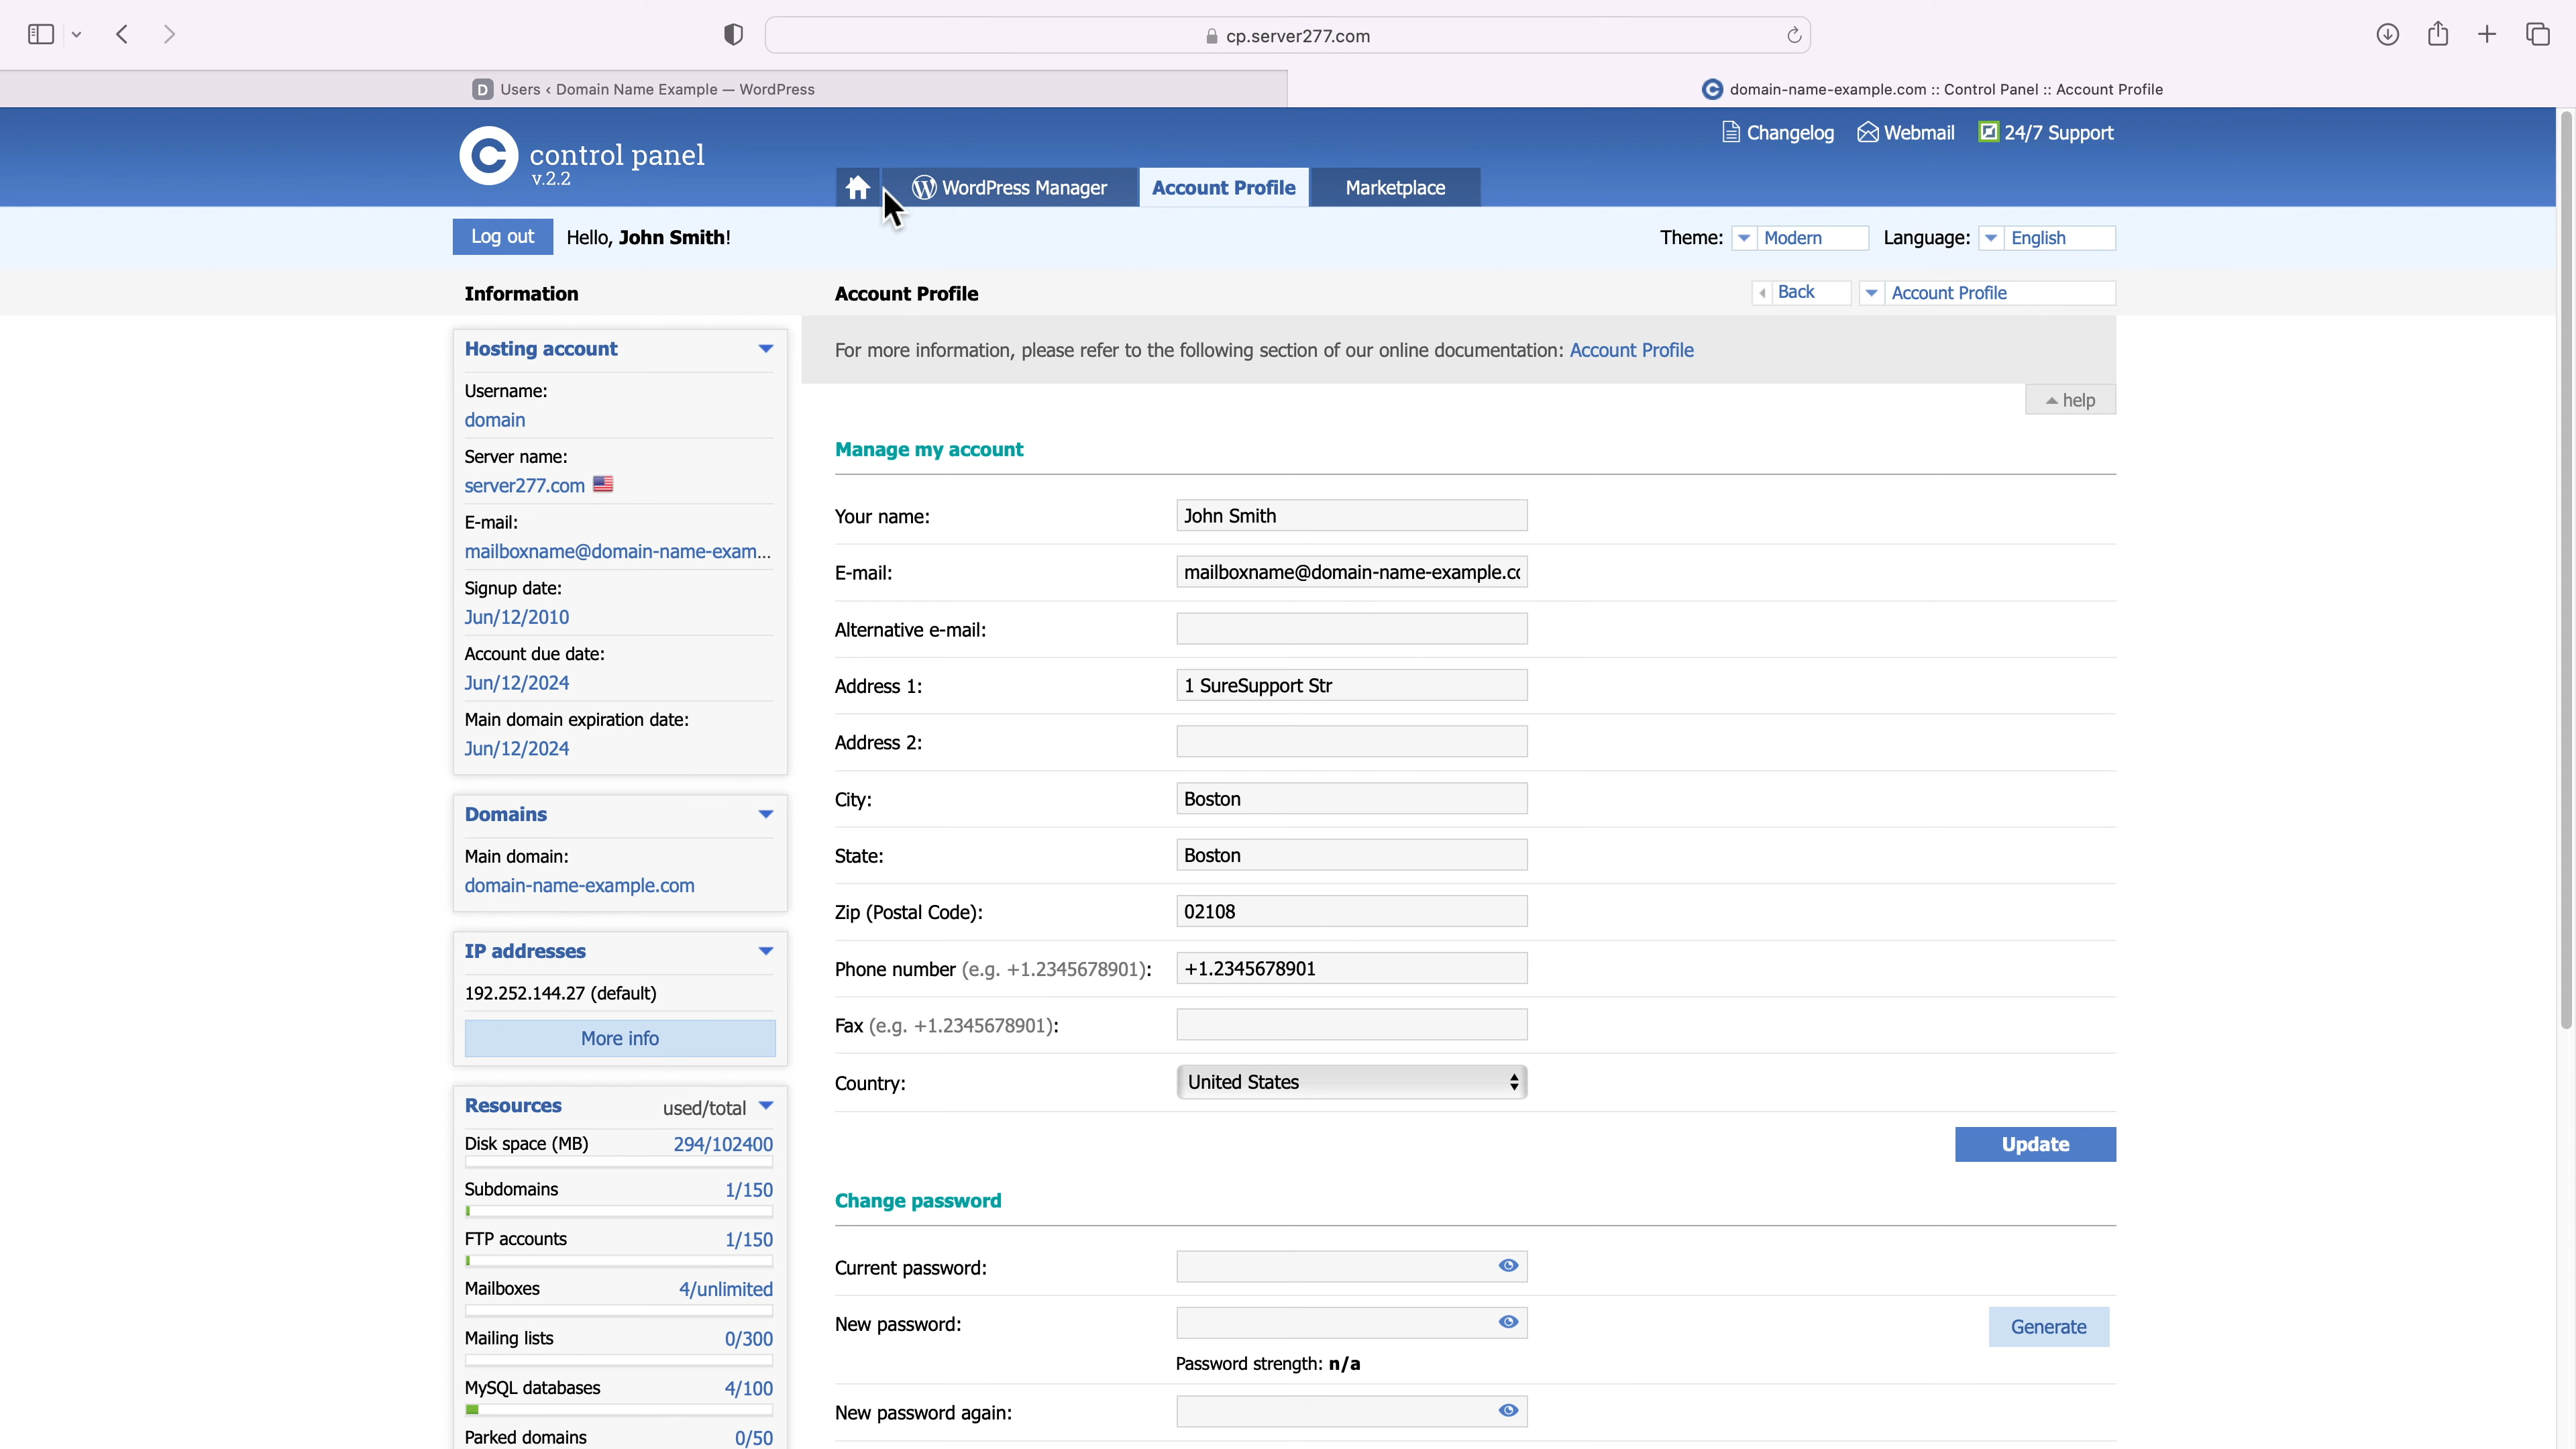 cp.server277.com
D Users ‹ Domain Name Example — WordPress
domain-name-example.com :: Control Panel :: Account Profile
control panel
v.2.2
Changelog Webmail 24/7 Support
WordPress Manager Account Profile Marketplace
Log out Hello, John Smith!
Theme: Modern Language: English
Information
Account Profile
Back Account Profile
Hosting account
Username:
domain
Server name:
server277.com
E-mail:
mailboxname@domain-name-exam...
Signup date:
Jun/12/2010
Account due date:
Jun/12/2024
Main domain expiration date:
Jun/12/2024
Domains
Main domain:
domain-name-example.com
IP addresses
192.252.144.27 (default)
More info
Resources used/total
Disk space (MB) 294/102400
Subdomains 1/150
FTP accounts 1/150
Mailboxes 4/unlimited
Mailing lists 0/300
MySQL databases 4/100
Parked domains 0/50
For more information, please refer to the following section of our online documentation: Account Profile
help
Manage my account
Your name: John Smith
E-mail: mailboxname@domain-name-example.co
Alternative e-mail:
Address 1: 1 SureSupport Str
Address 2:
City: Boston
State: Boston
Zip (Postal Code): 02108
Phone number (e.g. +1.2345678901): +1.2345678901
Fax (e.g. +1.2345678901):
Country: United States
Update
Change password
Current password:
New password:
Generate
Password strength: n/a
New password again: